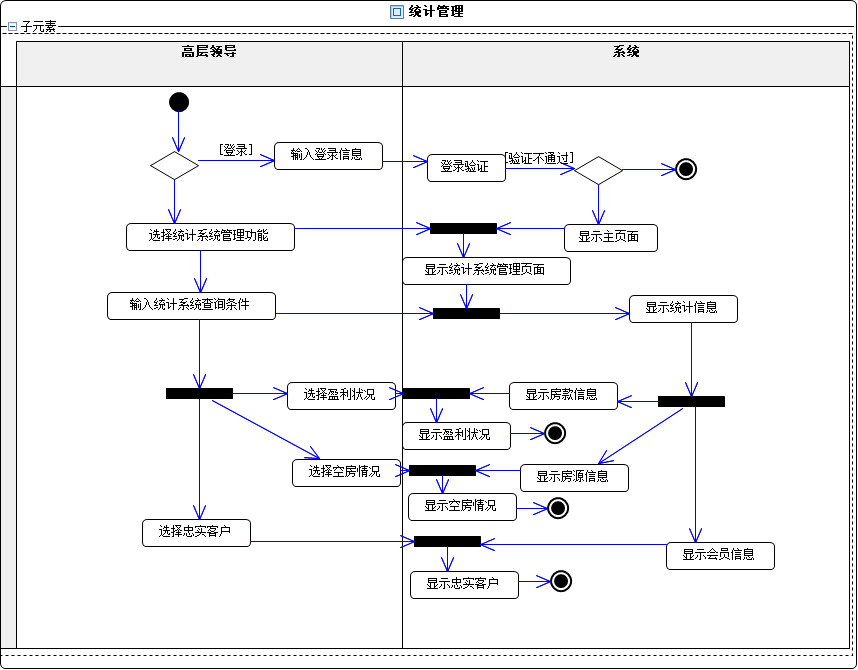 统计管理
子元素
高层领导
系统
[登录]
输入登录信息
登录验证
[验证不通过]
选择统计系统管理功能
显示主页面
显示统计系统管理页面
输入统计系统查询条件
显示统计信息
选择盈利状况
显示房款信息
显示盈利状况
选择空房情况
显示房源信息
显示空房情况
选择忠实客户
显示会员信息
显示忠实客户